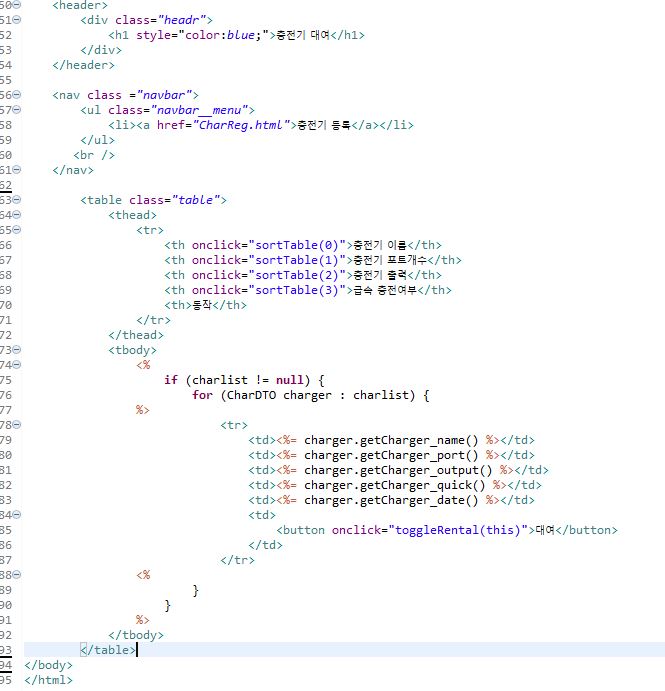 50 <header>
51 <div class="headr">
52 <h1 style="color:blue;">충전기 대여</h1>
53 </div>
54 </header>
55
56 <nav class ="navbar">
57 <ul class="navbar__menu">
58 <li><a href="CharReg.html">충전기 등록</a></li>
59 </ul>
60 <br />
61 </nav>
62
63 <table class="table">
64 <thead>
65 <tr>
66 <th onclick="sortTable(0)">충전기 이름</th>
67 <th onclick="sortTable(1)">충전기 포트개수</th>
68 <th onclick="sortTable(2)">충전기 출력</th>
69 <th onclick="sortTable(3)">급속 충전여부</th>
70 <th>동작</th>
71 </tr>
72 </thead>
73 <tbody>
74 <%
75 if (charlist != null) {
76 for (CharDTO charger : charlist) {
77 %>
78 <tr>
79 <td><%= charger.getCharger_name() %></td>
80 <td><%= charger.getCharger_port() %></td>
81 <td><%= charger.getCharger_output() %></td>
82 <td><%= charger.getCharger_quick() %></td>
83 <td><%= charger.getCharger_date() %></td>
84 <td>
85 <button onclick="toggleRental(this)">대여</button>
86 </td>
87 </tr>
88 <%
89 }
90 }
91 %>
92 </tbody>
93 </table>
94 </body>
95 </html>